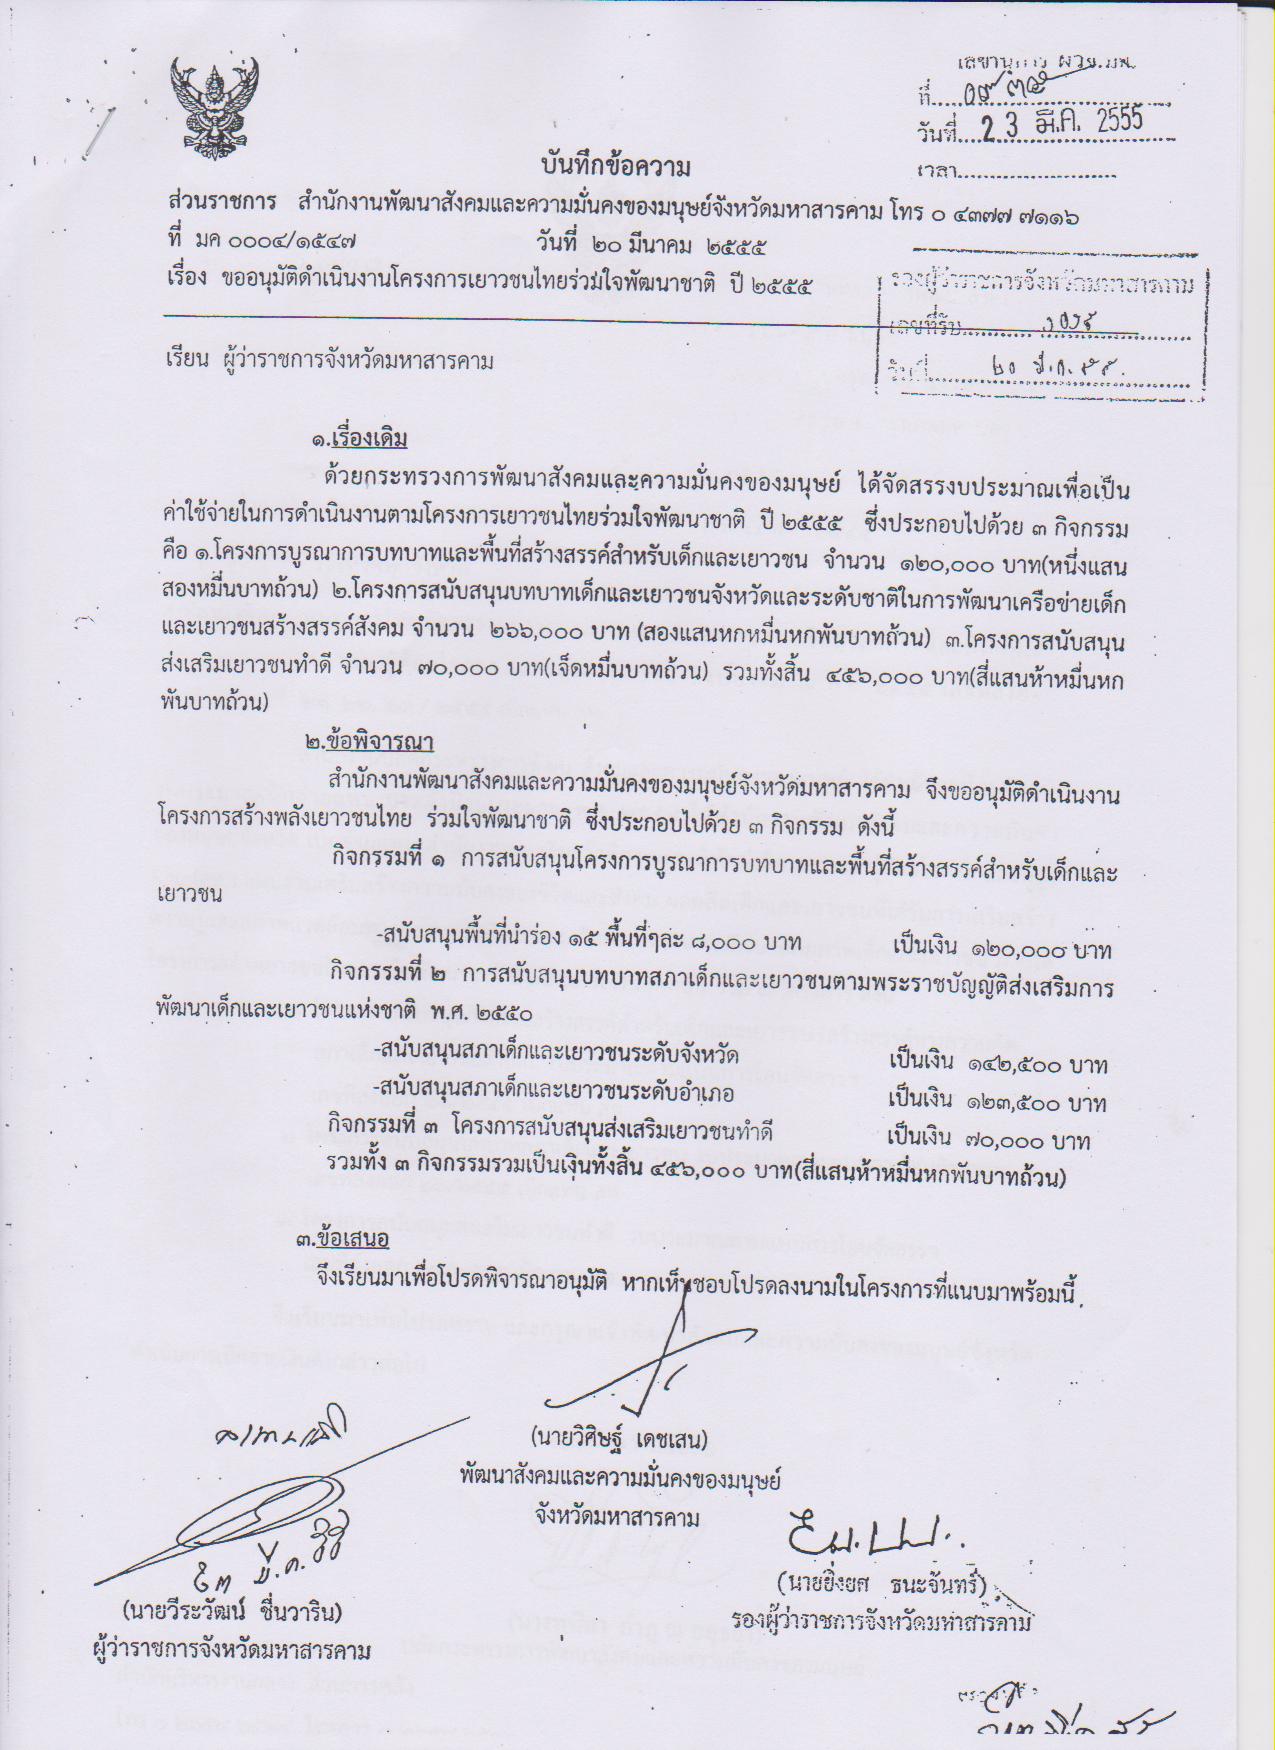 เลขานุการ ผวจ.มค.
ที่
วันที่ 23 มี.ค. 2555
เวลา
บันทึกข้อความ
ส่วนราชการ สำนักงานพัฒนาสังคมและความมั่นคงของมนุษย์จังหวัดมหาสารคาม โทร ๐ ๔๓๗๗ ๗๑๑๖
ที่ มค ๐๐๐๔/๑๕๔๗ วันที่ ๒๐ มีนาคม ๒๕๕๕
เรื่อง ขออนุมัติดำเนินงานโครงการเยาวชนไทยร่วมใจพัฒนาชาติ ปี ๒๕๕๕
รองผู้ว่าราชการจังหวัดมหาสารคาม
เลขที่รับ
วันที่ ๒๐ มี.ค. ๕๕.
เรียน ผู้ว่าราชการจังหวัดมหาสารคาม
๑.เรื่องเดิม
ด้วยกระทรวงการพัฒนาสังคมและความมั่นคงของมนุษย์ ได้จัดสรรงบประมาณเพื่อเป็น
ค่าใช้จ่ายในการดำเนินงานตามโครงการเยาวชนไทยร่วมใจพัฒนาชาติ ปี ๒๕๕๕ ซึ่งประกอบไปด้วย ๓ กิจกรรม
คือ ๑.โครงการบูรณาการบทบาทและพื้นที่สร้างสรรค์สำหรับเด็กและเยาวชน จำนวน ๑๒๐,๐๐๐ บาท(หนึ่งแสน
สองหมื่นบาทถ้วน) ๒.โครงการสนับสนุนบทบาทเด็กและเยาวชนจังหวัดและระดับชาติในการพัฒนาเครือข่ายเด็ก
และเยาวชนสร้างสรรค์สังคม จำนวน ๒๖๖,๐๐๐ บาท (สองแสนหกหมื่นหกพันบาทถ้วน) ๓.โครงการสนับสนุน
ส่งเสริมเยาวชนทำดี จำนวน ๗๐,๐๐๐ บาท(เจ็ดหมื่นบาทถ้วน) รวมทั้งสิ้น ๔๕๖,๐๐๐ บาท(สี่แสนห้าหมื่นหก
พันบาทถ้วน)
๒.ข้อพิจารณา
สำนักงานพัฒนาสังคมและความมั่นคงของมนุษย์จังหวัดมหาสารคาม จึงขออนุมัติดำเนินงาน
โครงการสร้างพลังเยาวชนไทย ร่วมใจพัฒนาชาติ ซึ่งประกอบไปด้วย ๓ กิจกรรม ดังนี้
กิจกรรมที่ ๑ การสนับสนุนโครงการบูรณาการบทบาทและพื้นที่สร้างสรรค์สำหรับเด็กและ
เยาวชน
-สนับสนุนพื้นที่นำร่อง ๑๕ พื้นที่ๆละ ๘,๐๐๐ บาท เป็นเงิน ๑๒๐,๐๐๐ บาท
กิจกรรมที่ ๒ การสนับสนุนบทบาทสภาเด็กและเยาวชนตามพระราชบัญญัติส่งเสริมการ
พัฒนาเด็กและเยาวชนแห่งชาติ พ.ศ. ๒๕๕๐
-สนับสนุนสภาเด็กและเยาวชนระดับจังหวัด เป็นเงิน ๑๔๒,๕๐๐ บาท
-สนับสนุนสภาเด็กและเยาวชนระดับอำเภอ เป็นเงิน ๑๒๓,๕๐๐ บาท
กิจกรรมที่ ๓ โครงการสนับสนุนส่งเสริมเยาวชนทำดี เป็นเงิน ๗๐,๐๐๐ บาท
รวมทั้ง ๓ กิจกรรมรวมเป็นเงินทั้งสิ้น ๔๕๖,๐๐๐ บาท(สี่แสนห้าหมื่นหกพันบาทถ้วน)
๓.ข้อเสนอ
จึงเรียนมาเพื่อโปรดพิจารณาอนุมัติ หากเห็นชอบโปรดลงนามในโครงการที่แนบมาพร้อมนี้
(นายวิศิษฐ์ เดชเสน)
พัฒนาสังคมและความมั่นคงของมนุษย์
จังหวัดมหาสารคาม
๒๓ มี.ค. ๕๕
(นายวีระวัฒน์ ชื่นวาริน)
ผู้ว่าราชการจังหวัดมหาสารคาม
(นายยิ่งยศ ธนะจันทร์)
รองผู้ว่าราชการจังหวัดมหาสารคาม